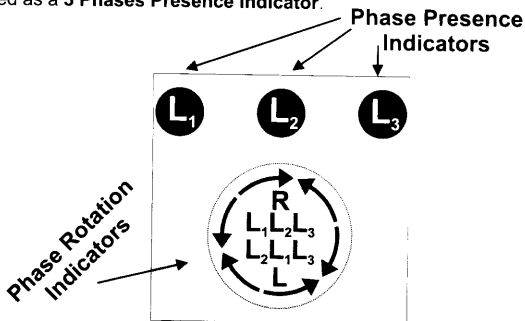 ed as a 3 Phases Presence Indicator.
Phase Presence
Indicators
L₁ L₂ L₃
R
L₁L₂L₃
L₂L₁L₃
L
Phase Rotation
Indicators